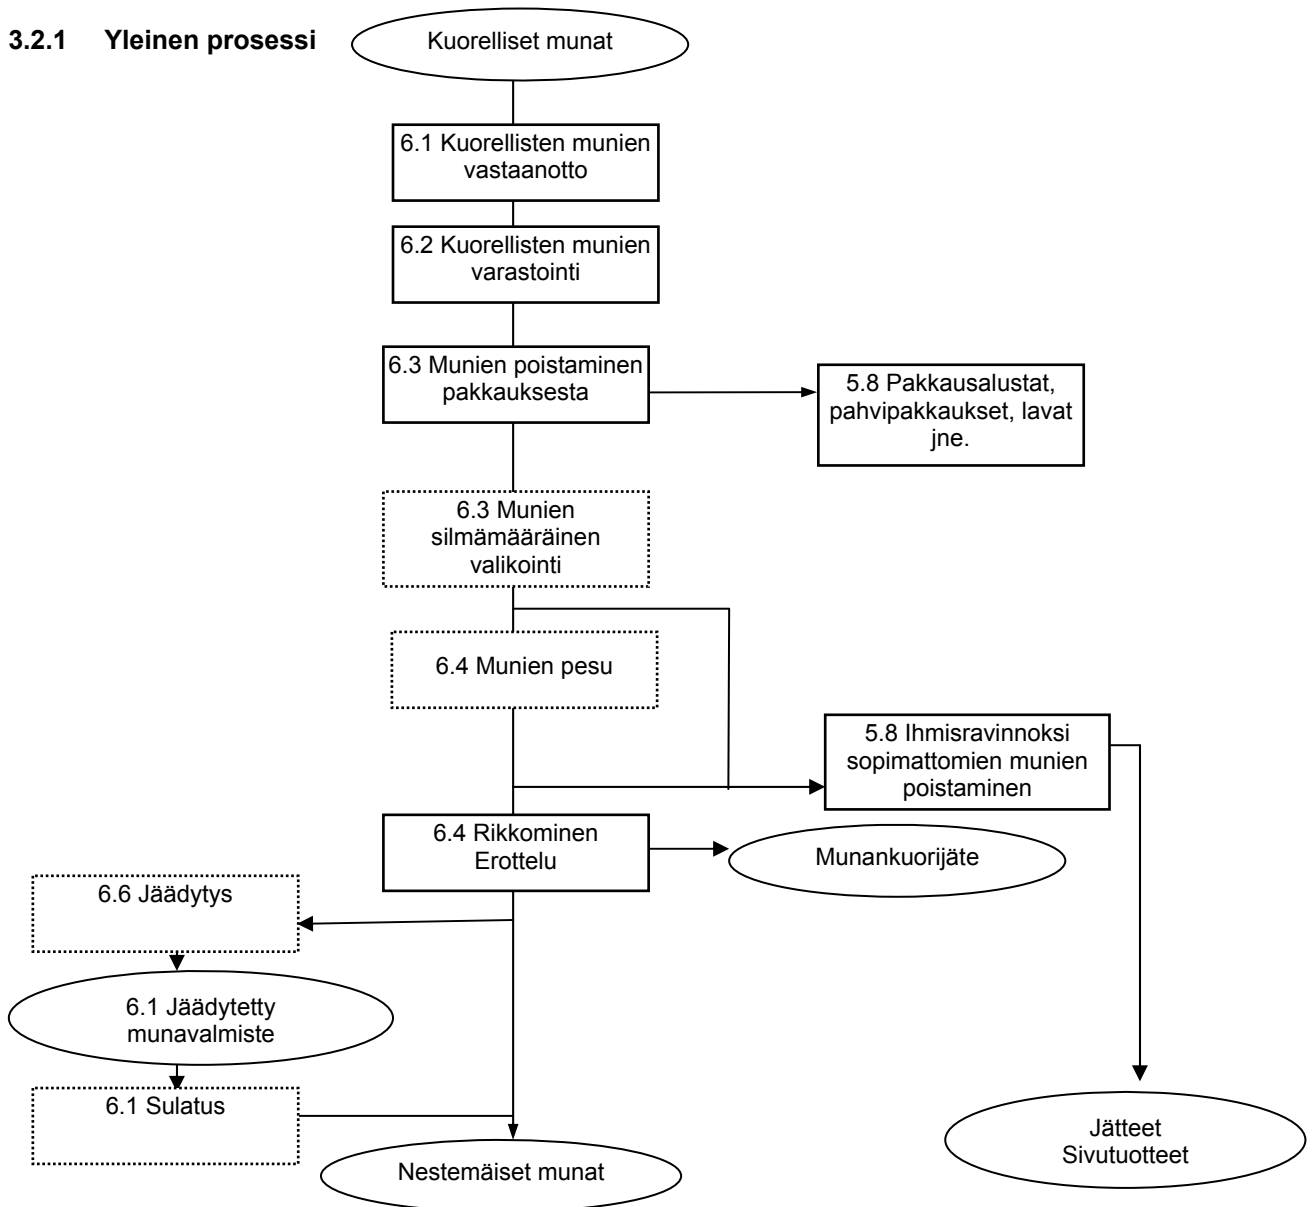 3.2.1 Yleinen prosessi
Kuorelliset munat
6.1 Kuorellisten munien
vastaanotto
6.2 Kuorellisten munien
varastointi
6.3 Munien poistaminen
pakkauksesta
5.8 Pakkausalustat,
pahvipakkaukset, lavat
jne.
6.3 Munien
silmämääräinen
valikointi
6.4 Munien pesu
5.8 Ihmisravinnoksi
sopimattomien munien
poistaminen
6.4 Rikkominen
Erottelu
Munankuorijäte
6.6 Jäädytys
6.1 Jäädytetty
munavalmiste
6.1 Sulatus
Nestemäiset munat
Jätteet
Sivutuotteet